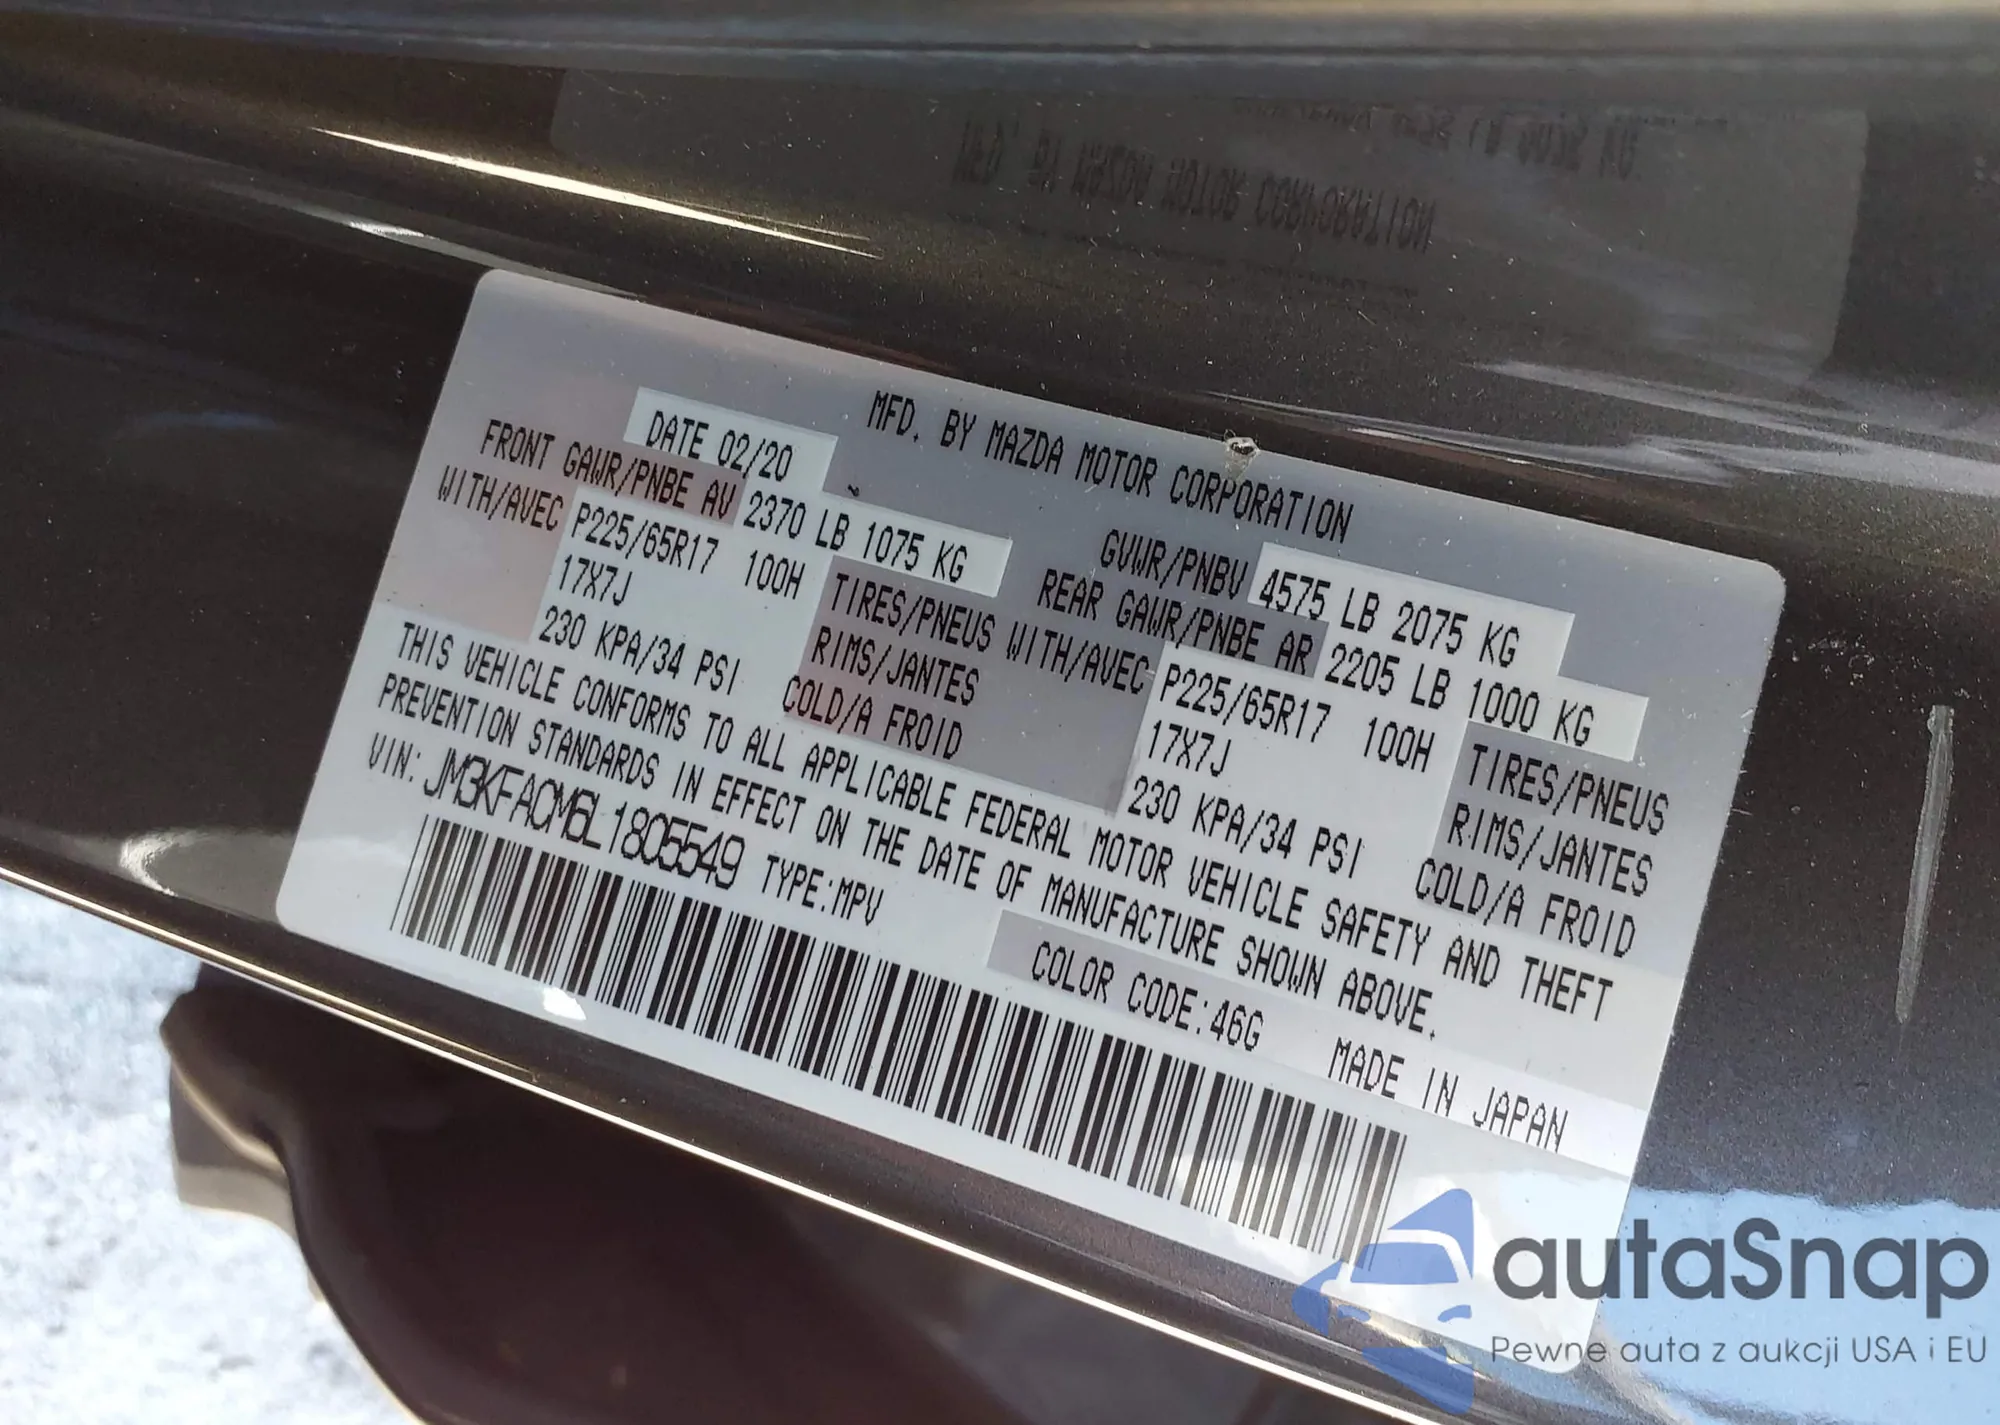 MFD. BY MAZDA MOTOR CORPORATION
DATE 02/20
GVWR/PNBV 4575 LB 2075 KG
FRONT GAWR/PNBE AV 2370 LB 1075 KG
REAR GAWR/PNBE AR 2205 LB 1000 KG
WITH/AVEC P225/65R17 100H TIRES/PNEUS WITH/AVEC P225/65R17 100H TIRES/PNEUS
17X7J RIMS/JANTES 17X7J RIMS/JANTES
230 KPA/34 PSI COLD/A FROID 230 KPA/34 PSI COLD/A FROID
THIS VEHICLE CONFORMS TO ALL APPLICABLE FEDERAL MOTOR VEHICLE SAFETY AND THEFT
PREVENTION STANDARDS IN EFFECT ON THE DATE OF MANUFACTURE SHOWN ABOVE.
VIN: JM3KFACM6L1805549 TYPE:MPV
COLOR CODE:46G
MADE IN JAPAN
autaSnap
Pewne auta z aukcji USA i EU